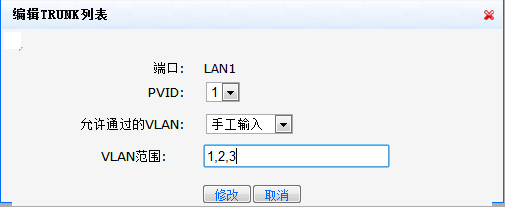 编辑TRUNK列表
端口: LAN1
PVID: 1
允许通过的VLAN: 手工输入
VLAN范围: 1,2,3
修改 取消